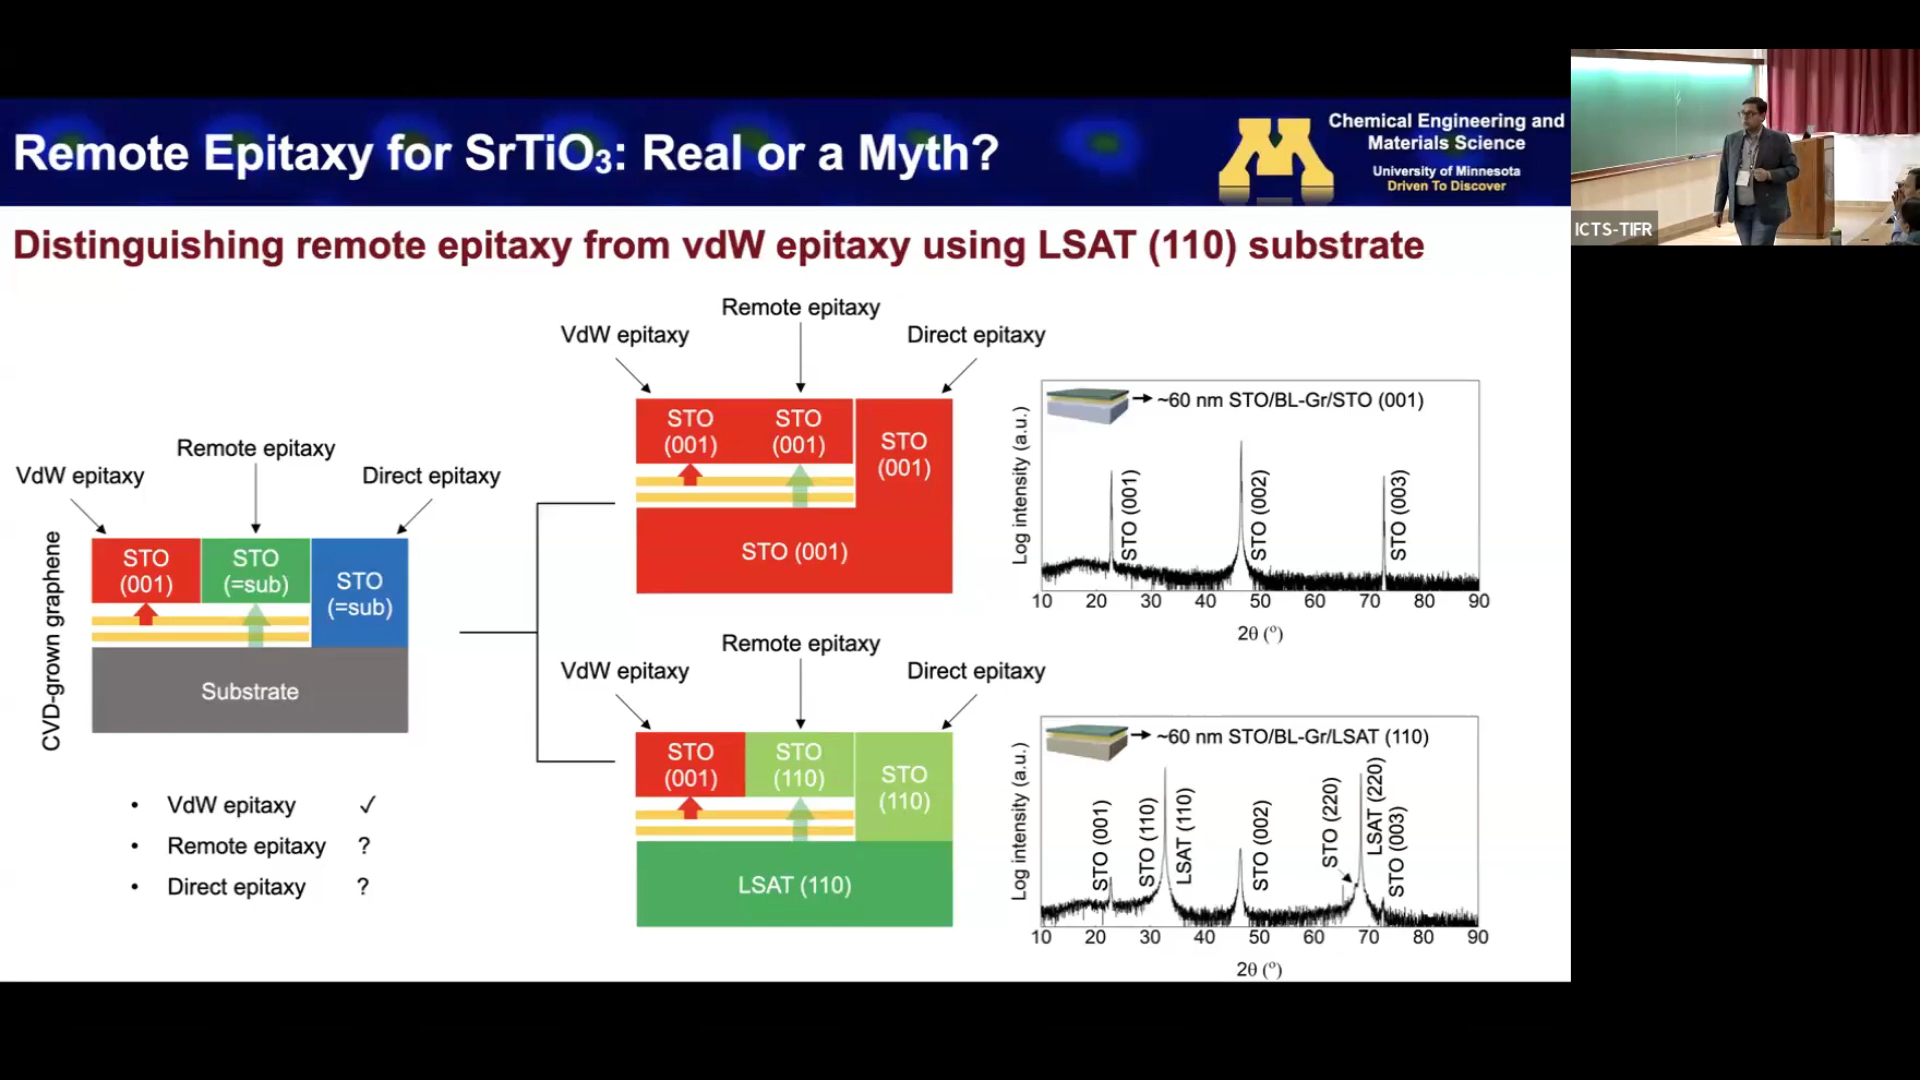 Remote Epitaxy for SrTiO₃: Real or a Myth?
Chemical Engineering and
Materials Science
University of Minnesota
Driven To Discover
ICTS-TIFR
Distinguishing remote epitaxy from vdW epitaxy using LSAT (110) substrate
CVD-grown graphene
VdW epitaxy
Remote epitaxy
Direct epitaxy
STO
(001)
STO
(=sub)
STO
(=sub)
Substrate
• VdW epitaxy ✓
• Remote epitaxy ?
• Direct epitaxy ?
VdW epitaxy
Remote epitaxy
Direct epitaxy
STO
(001)
STO
(001)
STO
(001)
STO (001)
~60 nm STO/BL-Gr/STO (001)
Log intensity (a.u.)
STO (001)
STO (002)
STO (003)
10 20 30 40 50 60 70 80 90
2θ (°)
VdW epitaxy
Remote epitaxy
Direct epitaxy
STO
(001)
STO
(110)
STO
(110)
LSAT (110)
~60 nm STO/BL-Gr/LSAT (110)
Log intensity (a.u.)
STO (001)
STO (110)
LSAT (110)
STO (002)
STO (220)
LSAT (220)
STO (003)
10 20 30 40 50 60 70 80 90
2θ (°)